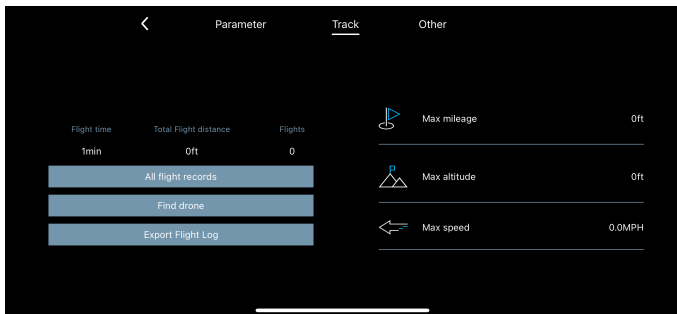 Parameter Track Other
Flight time Total Flight distance Flights
1min 0ft 0
All flight records
Find drone
Export Flight Log
Max mileage 0ft
Max altitude 0ft
Max speed 0.0MPH